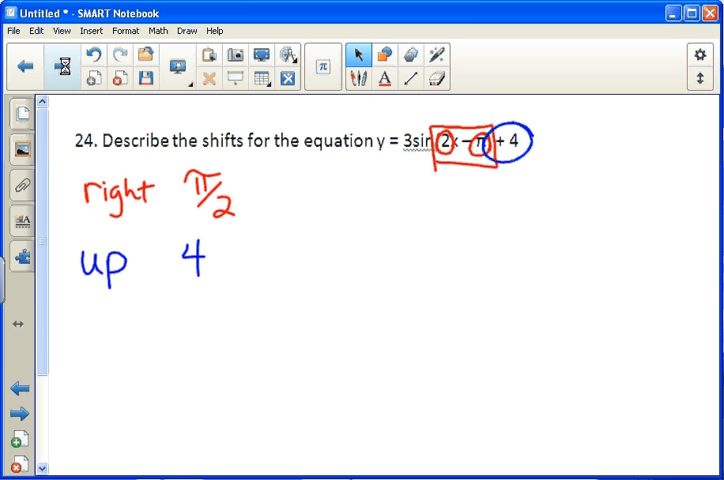 Untitled * - SMART Notebook
File Edit View Insert Format Math Draw Help
π
A
24. Describe the shifts for the equation y = 3sin 2x – π + 4
right π/2
up 4